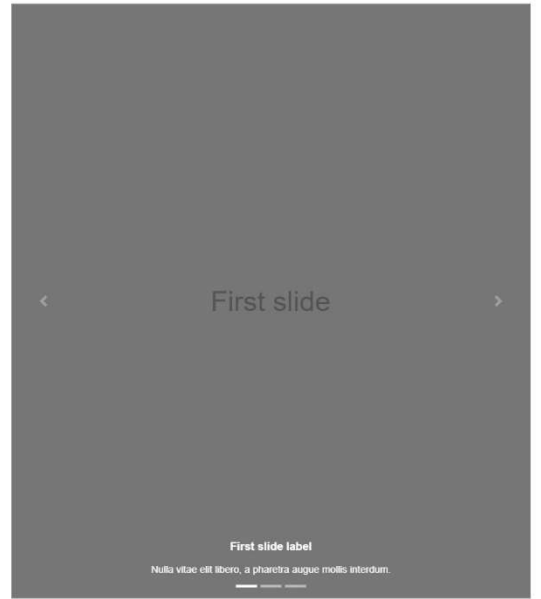 First slide
First slide label
Nulla vitae elit libero, a pharetra augue mollis interdum.